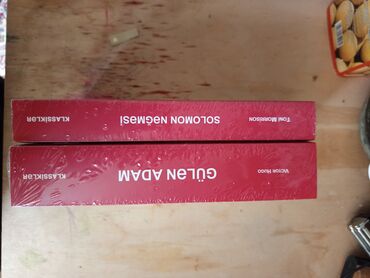 Victor Hugo
GÜLƏN ADAM
KLASSİKLƏR
Toni Morrison
SOLOMON NƏĞMƏSİ
KLASSİKLƏR